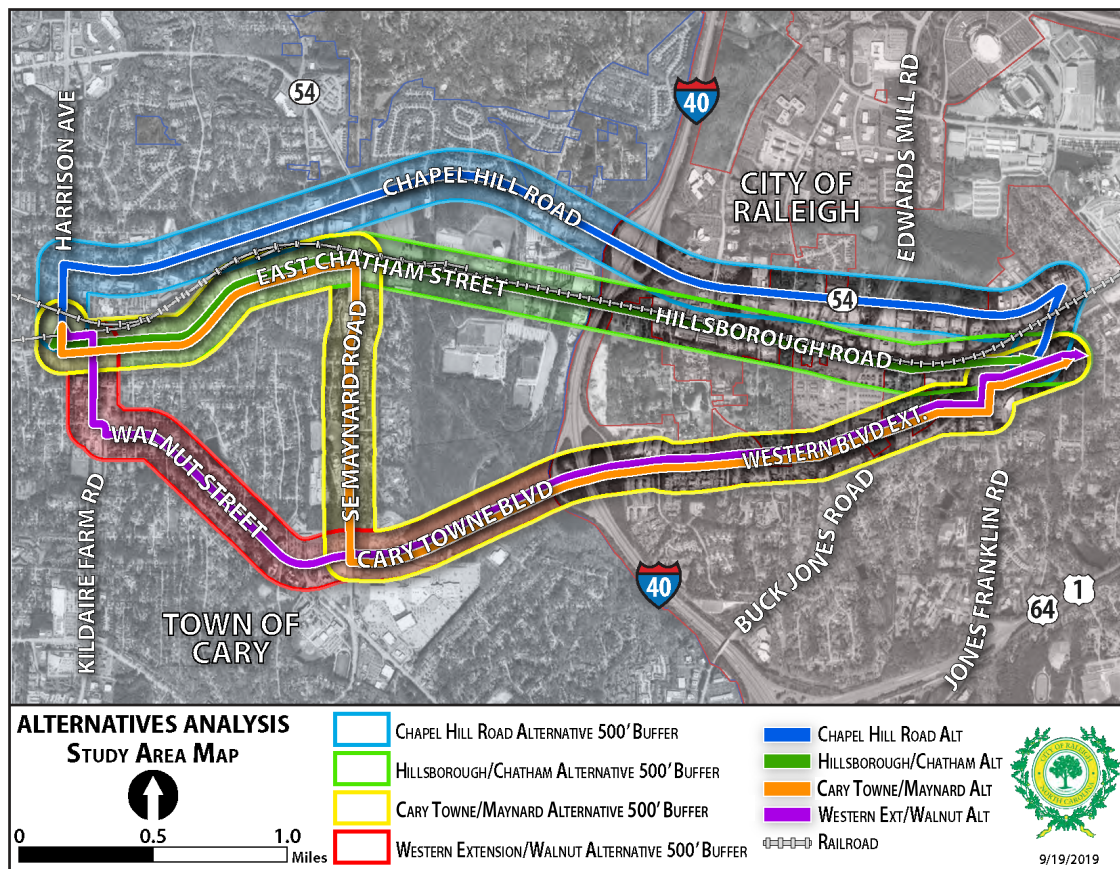 54
40
HARRISON AVE
EDWARDS MILL RD
CITY OF
RALEIGH
CHAPEL HILL ROAD
EAST CHATHAM STREET
54
HILLSBOROUGH ROAD
SE MAYNARD ROAD
WALNUT STREET
WESTERN BLVD EXT.
CARY TOWNE BLVD
KILDAIRE FARM RD
BUCK JONES ROAD
JONES FRANKLIN RD
40
1
64
TOWN OF
CARY
ALTERNATIVES ANALYSIS
STUDY AREA MAP
0 0.5 1.0
Miles
CHAPEL HILL ROAD ALTERNATIVE 500' BUFFER
HILLSBOROUGH/CHATHAM ALTERNATIVE 500' BUFFER
CARY TOWNE/MAYNARD ALTERNATIVE 500' BUFFER
WESTERN EXTENSION/WALNUT ALTERNATIVE 500' BUFFER
CHAPEL HILL ROAD ALT
HILLSBOROUGH/CHATHAM ALT
CARY TOWNE/MAYNARD ALT
WESTERN EXT/WALNUT ALT
RAILROAD
CITY OF RALEIGH
NORTH CAROLINA
9/19/2019